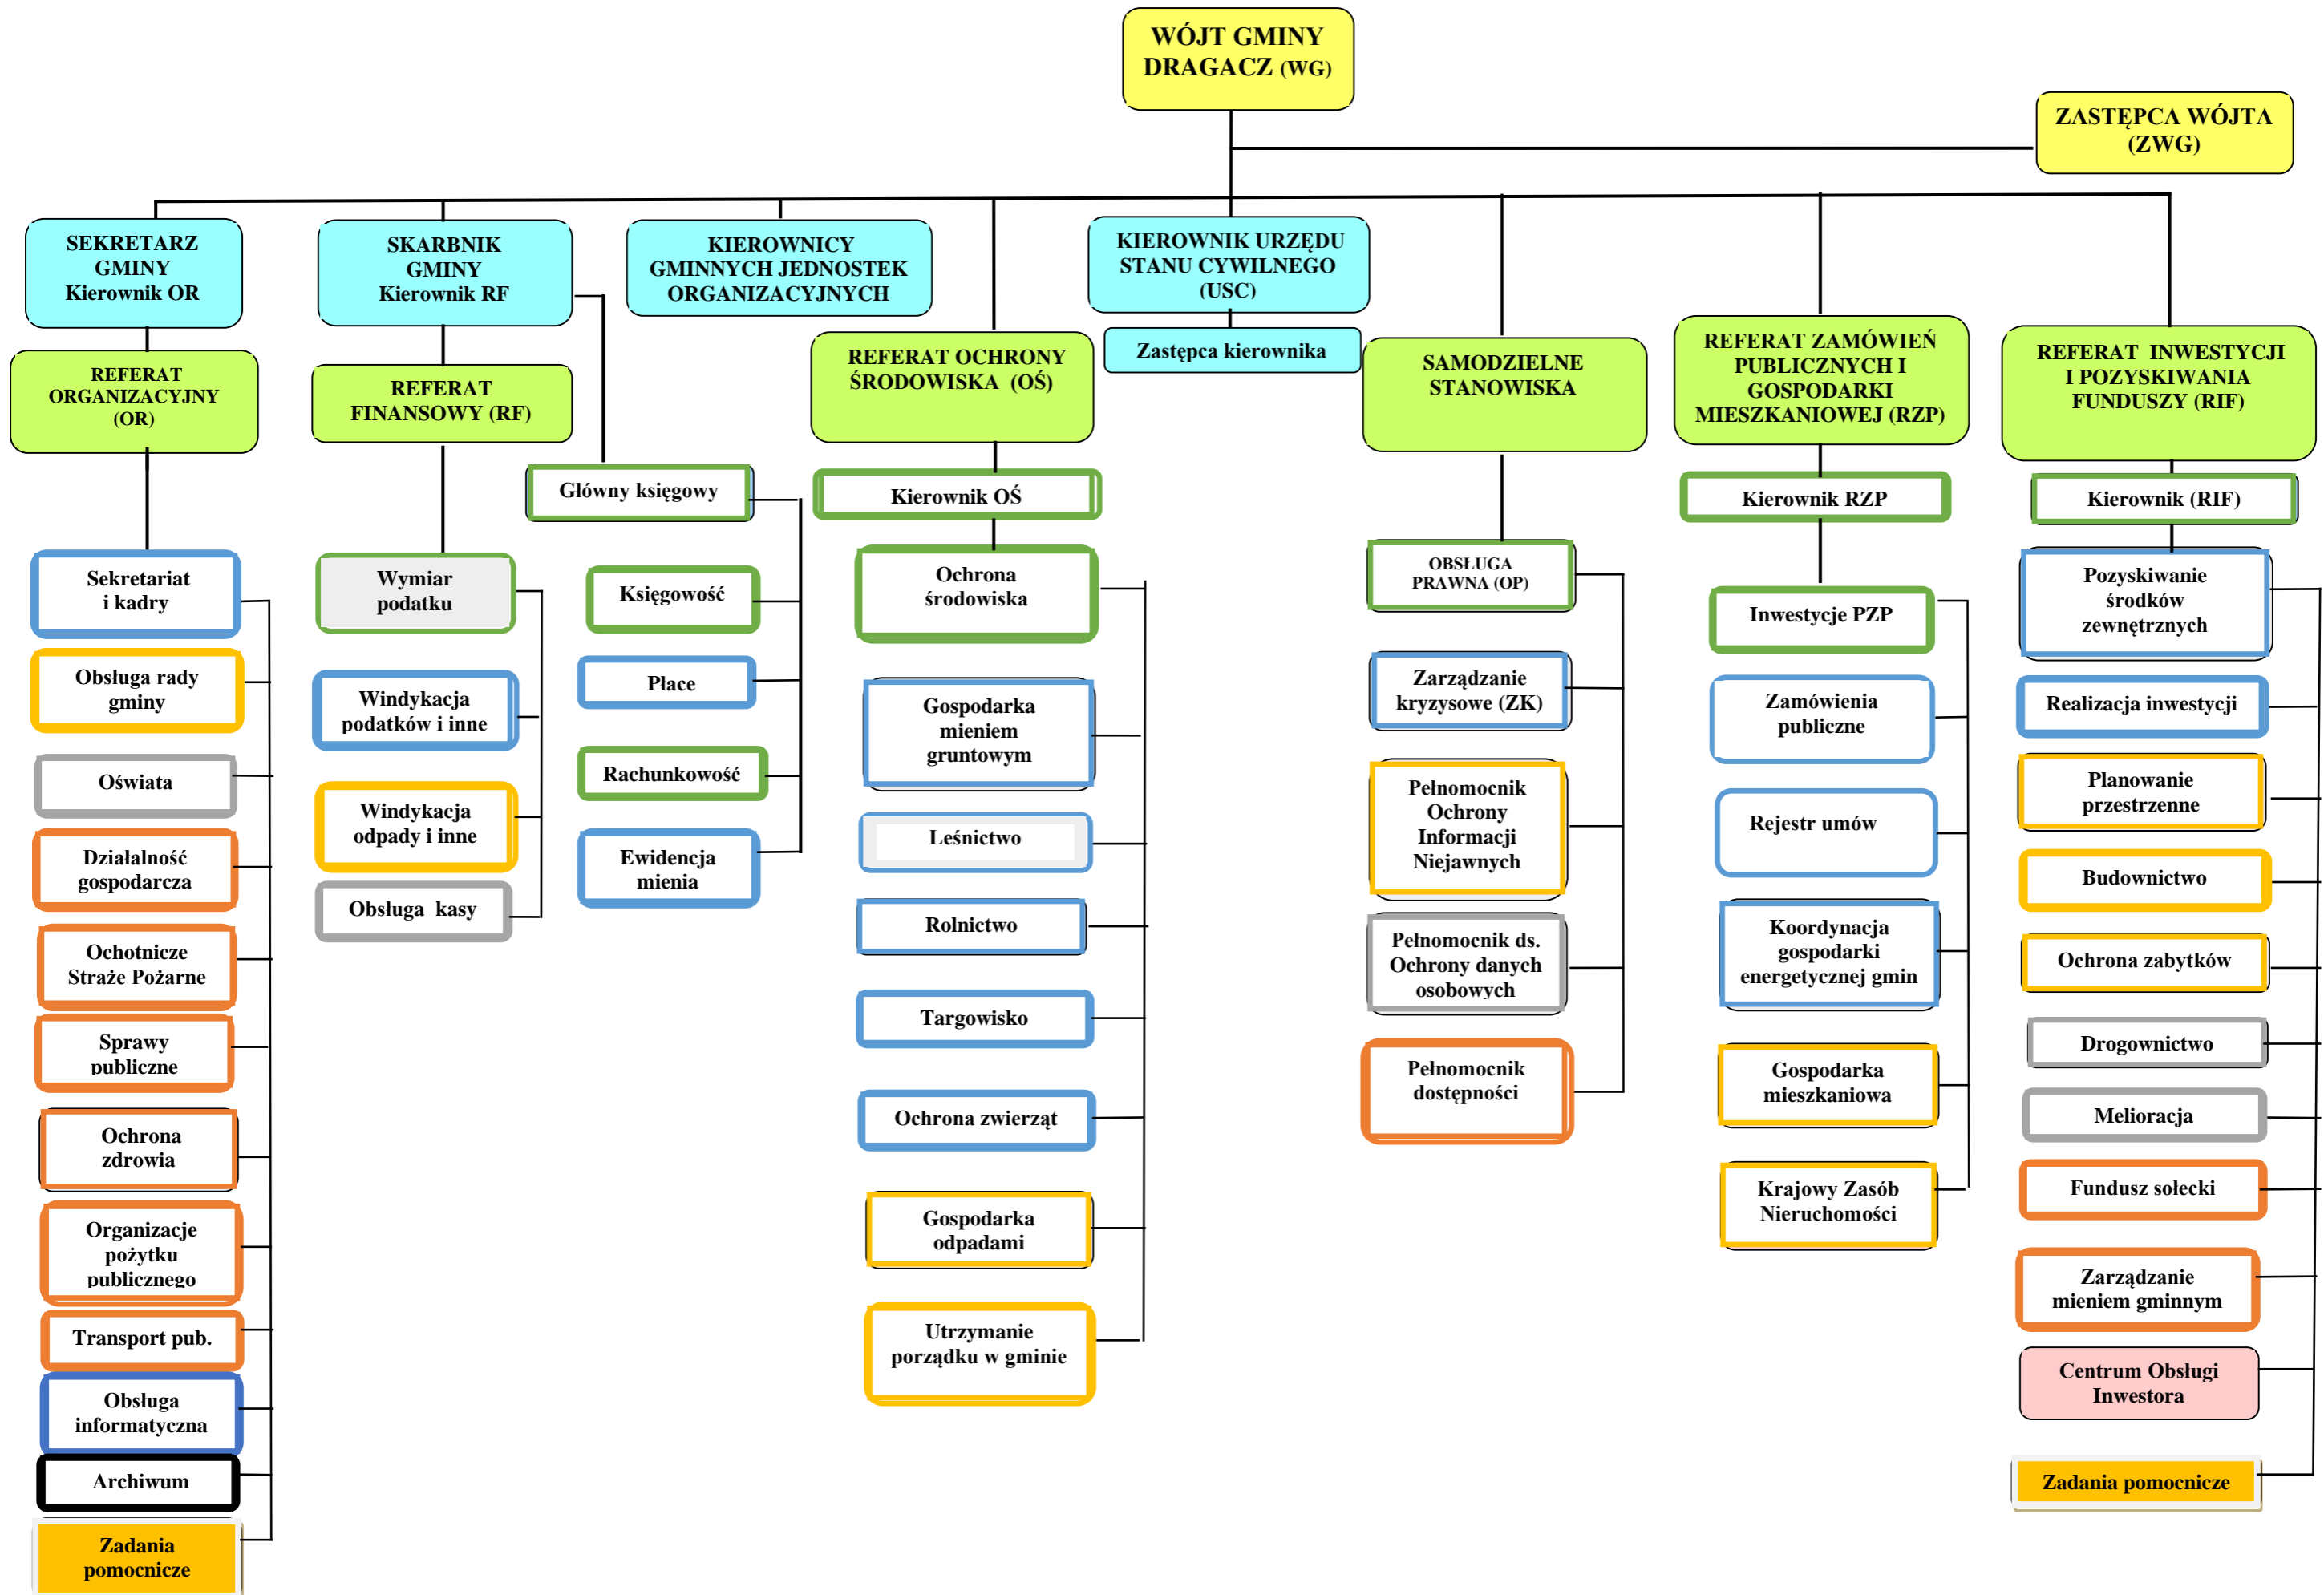 WÓJT GMINY
DRAGACZ (WG)
ZASTĘPCA WÓJTA
(ZWG)
SEKRETARZ
GMINY
Kierownik OR
SKARBNIK
GMINY
Kierownik RF
KIEROWNICY
GMINNYCH JEDNOSTEK
ORGANIZACYJNYCH
KIEROWNIK URZĘDU
STANU CYWILNEGO
(USC)
Zastępca kierownika
REFERAT
ORGANIZACYJNY
(OR)
REFERAT
FINANSOWY (RF)
REFERAT OCHRONY
ŚRODOWISKA (OŚ)
SAMODZIELNE
STANOWISKA
REFERAT ZAMÓWIEŃ
PUBLICZNYCH I
GOSPODARKI
MIESZKANIOWEJ (RZP)
REFERAT INWESTYCJI
I POZYSKIWANIA
FUNDUSZY (RIF)
Sekretariat
i kadry
Obsługa rady
gminy
Oświata
Działalność
gospodarcza
Ochotnicze
Straże Pożarne
Sprawy
publiczne
Ochrona
zdrowia
Organizacje
pożytku
publicznego
Transport pub.
Obsługa
informatyczna
Archiwum
Zadania
pomocnicze
Wymiar
podatku
Windykacja
podatków i inne
Windykacja
odpady i inne
Obsługa kasy
Główny księgowy
Księgowość
Płace
Rachunkowość
Ewidencja
mienia
Kierownik OŚ
Ochrona
środowiska
Gospodarka
mieniem
gruntowym
Leśnictwo
Rolnictwo
Targowisko
Ochrona zwierząt
Gospodarka
odpadami
Utrzymanie
porządku w gminie
OBSŁUGA
PRAWNA (OP)
Zarządzanie
kryzysowe (ZK)
Pełnomocnik
Ochrony
Informacji
Niejawnych
Pełnomocnik ds.
Ochrony danych
osobowych
Pełnomocnik
dostępności
Kierownik RZP
Inwestycje PZP
Zamówienia
publiczne
Rejestr umów
Koordynacja
gospodarki
energetycznej gmin
Gospodarka
mieszkaniowa
Krajowy Zasób
Nieruchomości
Kierownik (RIF)
Pozyskiwanie
środków
zewnętrznych
Realizacja inwestycji
Planowanie
przestrzenne
Budownictwo
Ochrona zabytków
Drogownictwo
Melioracja
Fundusz sołecki
Zarządzanie
mieniem gminnym
Centrum Obsługi
Inwestora
Zadania pomocnicze